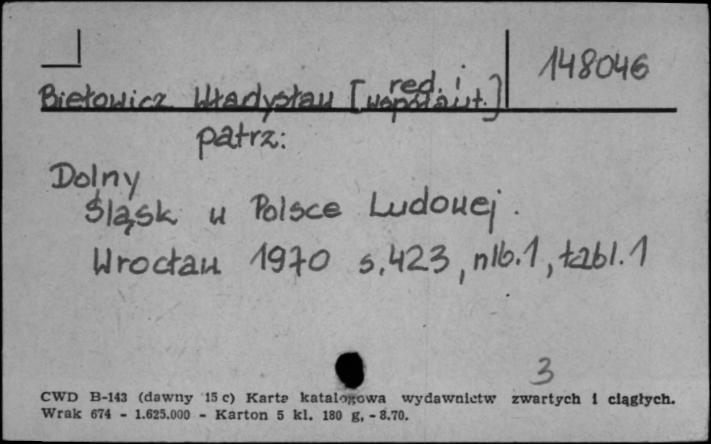 148046
Biełowicz Władysław [red. i współaut.]
patrz:
Dolny
Śląsk w Polsce Ludowej.
Wrocław 1970 s. 423, nlb. 1, tabl. 1
3
CWD B-143 (dawny 15 c) Karta katalogowa wydawnictw zwartych i ciągłych.
Wrak 674 - 1.625.000 - Karton 5 kl. 180 g. - 8.70.